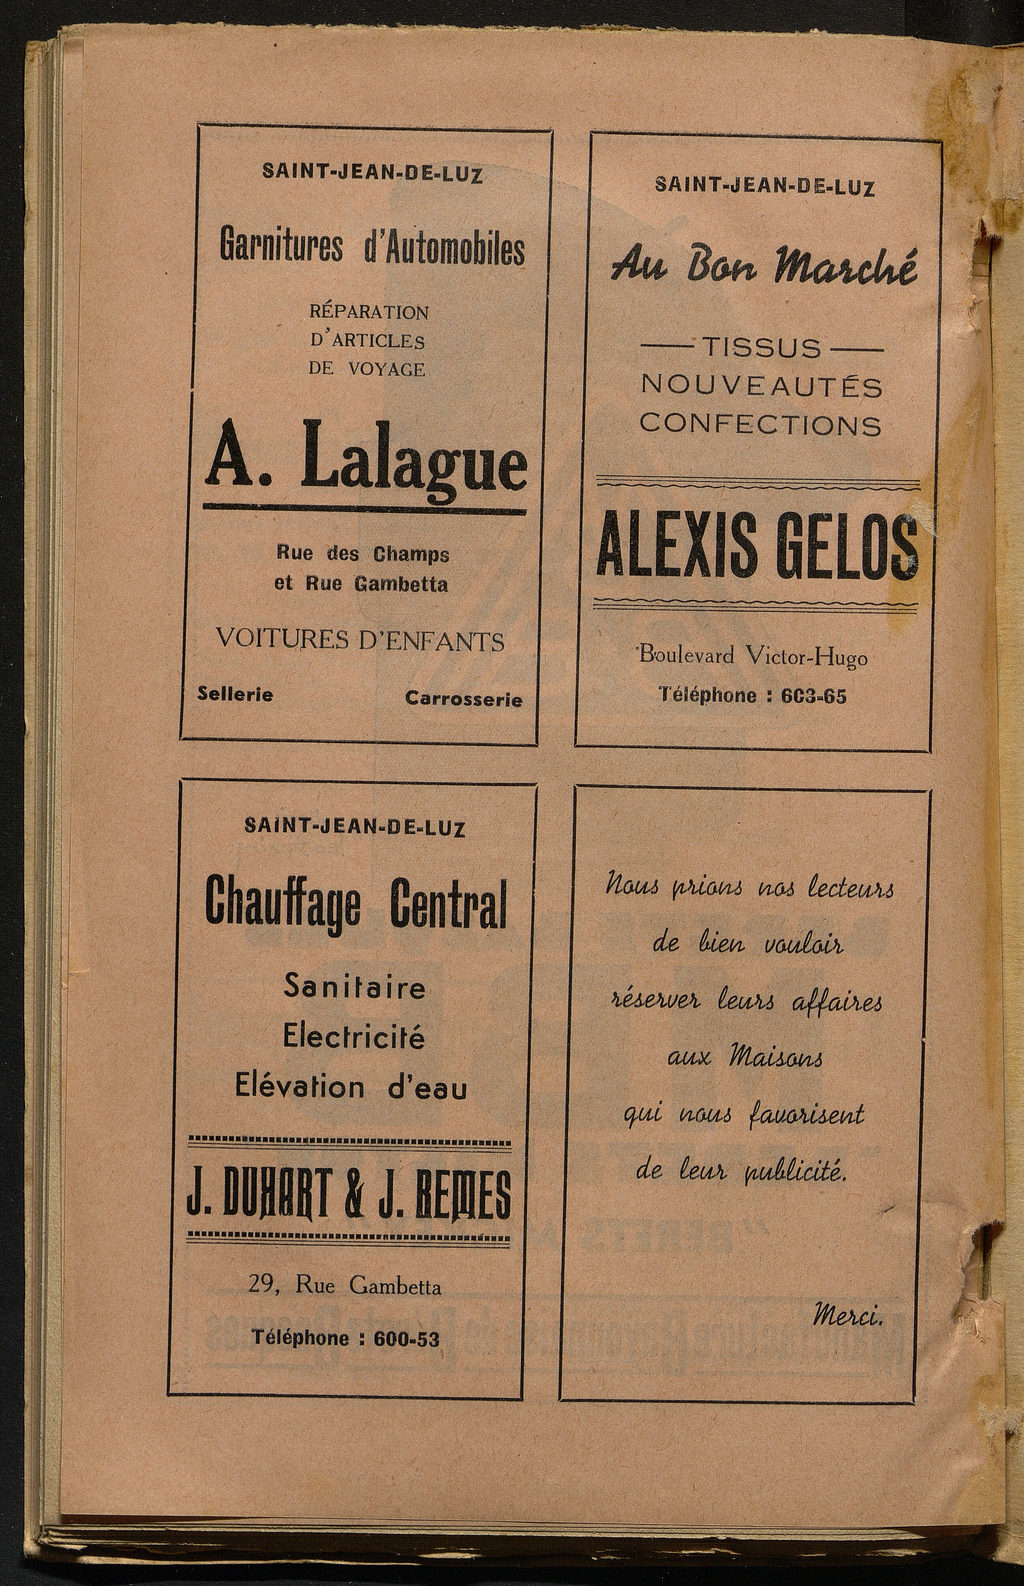 SAINT-JEAN-DE-LUZ
Garnitures d'Automobiles
RÉPARATION
D'ARTICLES
DE VOYAGE
A. Lalague
Rue des Champs
et Rue Gambetta
VOITURES D'ENFANTS
Sellerie Carrosserie
SAINT-JEAN-DE-LUZ
Au Bon Marché
TISSUS
NOUVEAUTÉS
CONFECTIONS
ALEXIS GELOS
Boulevard Victor-Hugo
Téléphone : 603-65
SAINT-JEAN-DE-LUZ
Chauffage Central
Sanitaire
Electricité
Elévation d'eau
J. DUHART & J. REMES
29, Rue Gambetta
Téléphone : 600-53
Nous prions nos lecteurs
de bien vouloir
réserver leurs affaires
aux Maisons
qui nous favorisent
de leur publicité.
Merci.